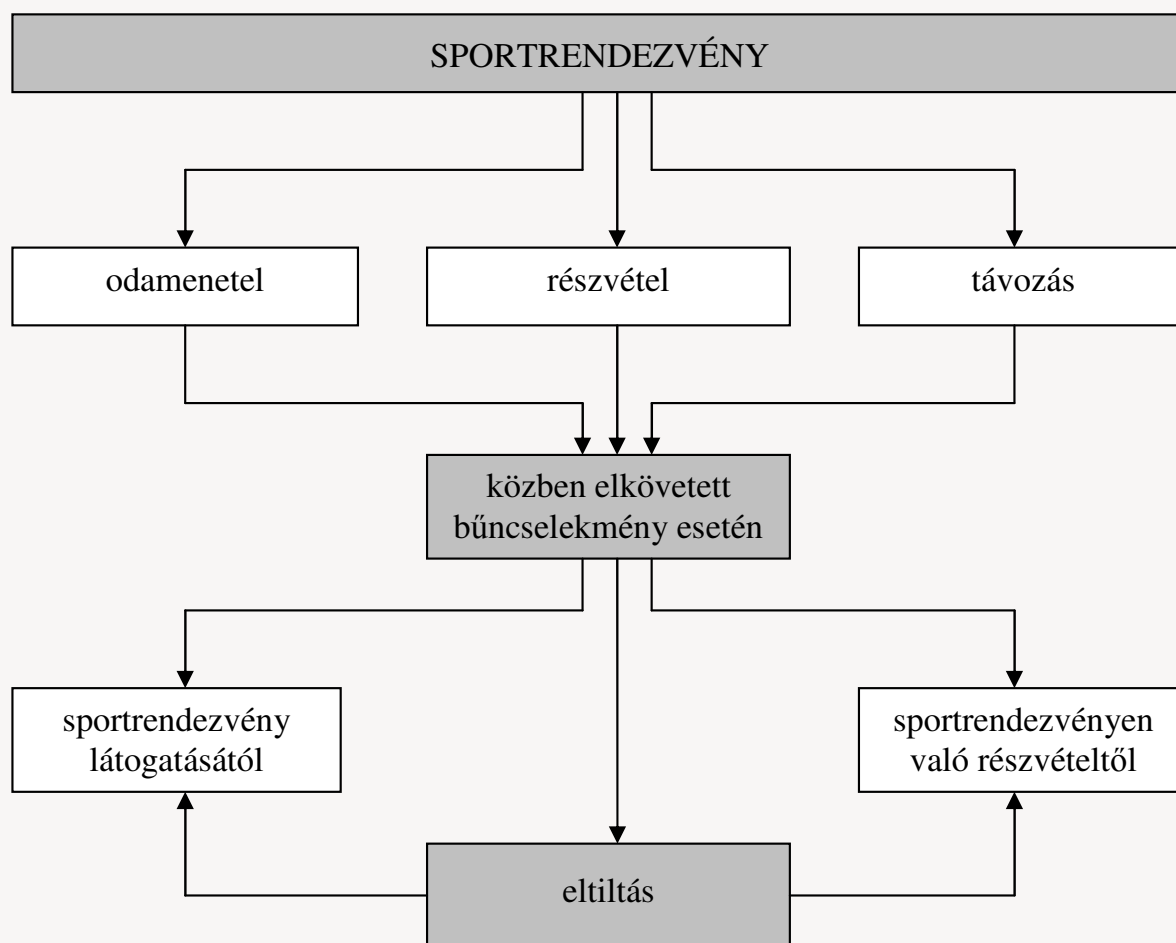 SPORTRENDEZVÉNY
odamenetel
részvétel
távozás
közben elkövetett
bűncselekmény esetén
sportrendezvény
látogatásától
sportrendezvényen
való részvételtől
eltiltás